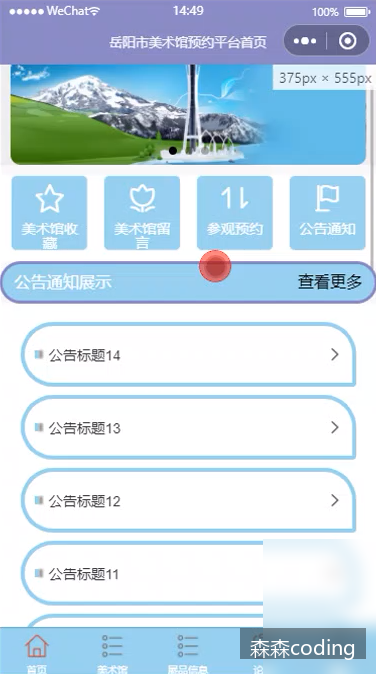 WeChat
14:49
100%
岳阳市美术馆预约平台首页
375px × 555px
美术馆收
藏
美术馆留
言
参观预约
公告通知
公告通知展示
查看更多
公告标题14
公告标题13
公告标题12
公告标题11
首页
美术馆
展品信息
论
森森coding